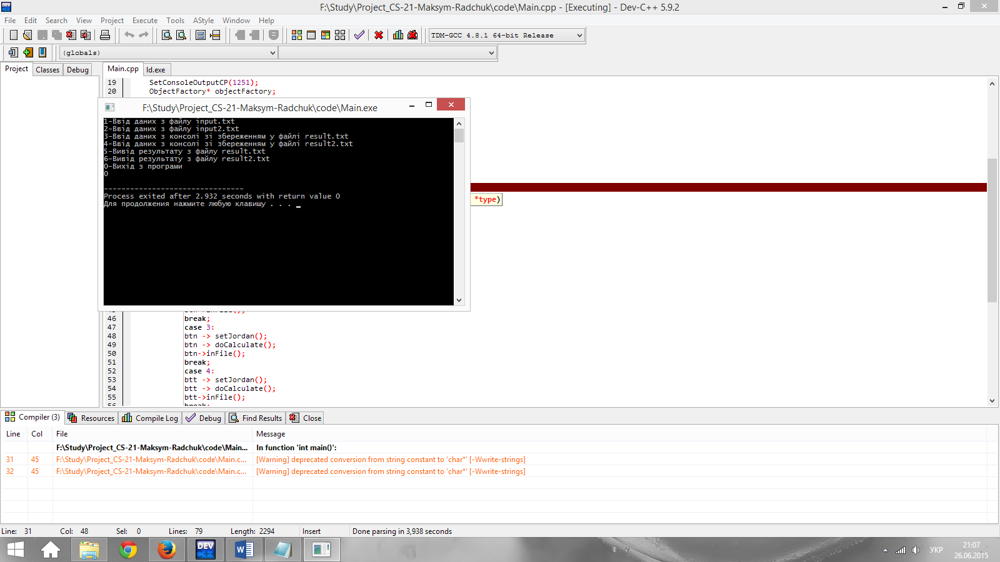 F:\Study\Project_CS-21-Maksym-Radchuk\code\Main.cpp - [Executing] - Dev-C++ 5.9.2
File Edit Search View Project Execute Tools AStyle Window Help
TDM-GCC 4.8.1 64-bit Release
(globals)
Project Classes Debug
Main.cpp Id.exe
19 SetConsoleOutputCP(1251);
20 ObjectFactory* objectFactory;
F:\Study\Project_CS-21-Maksym-Radchuk\code\Main.exe
1-Ввід даних з файлу input.txt
2-Ввід даних з файлу input2.txt
3-Ввід даних з консолі зі збереженням у файлі result.txt
4-Ввід даних з консолі зі збереженням у файлі result2.txt
5-Вивід результату з файлу result.txt
6-Вивід результату з файлу result2.txt
0-Вихід з програми
0
--------------------------------
Process exited after 2.932 seconds with return value 0
Для продолжения нажмите любую клавишу . . .
*type)
46 break;
47 case 3:
48 btn -> setJordan();
49 btn -> doCalculate();
50 btn->inFile();
51 break;
52 case 4:
53 btt -> setJordan();
54 btt -> doCalculate();
55 btt->inFile();
Compiler (3) Resources Compile Log Debug Find Results Close
Line Col File Message
F:\Study\Project_CS-21-Maksym-Radchuk\code\Main... In function 'int main()':
31 45 F:\Study\Project_CS-21-Maksym-Radchuk\code\Main.c... [Warning] deprecated conversion from string constant to 'char*' [-Wwrite-strings]
32 45 F:\Study\Project_CS-21-Maksym-Radchuk\code\Main.c... [Warning] deprecated conversion from string constant to 'char*' [-Wwrite-strings]
Line: 31 Col: 48 Sel: 0 Lines: 79 Length: 2294 Insert Done parsing in 3,938 seconds
DEV
УКР
21:07
26.06.2015